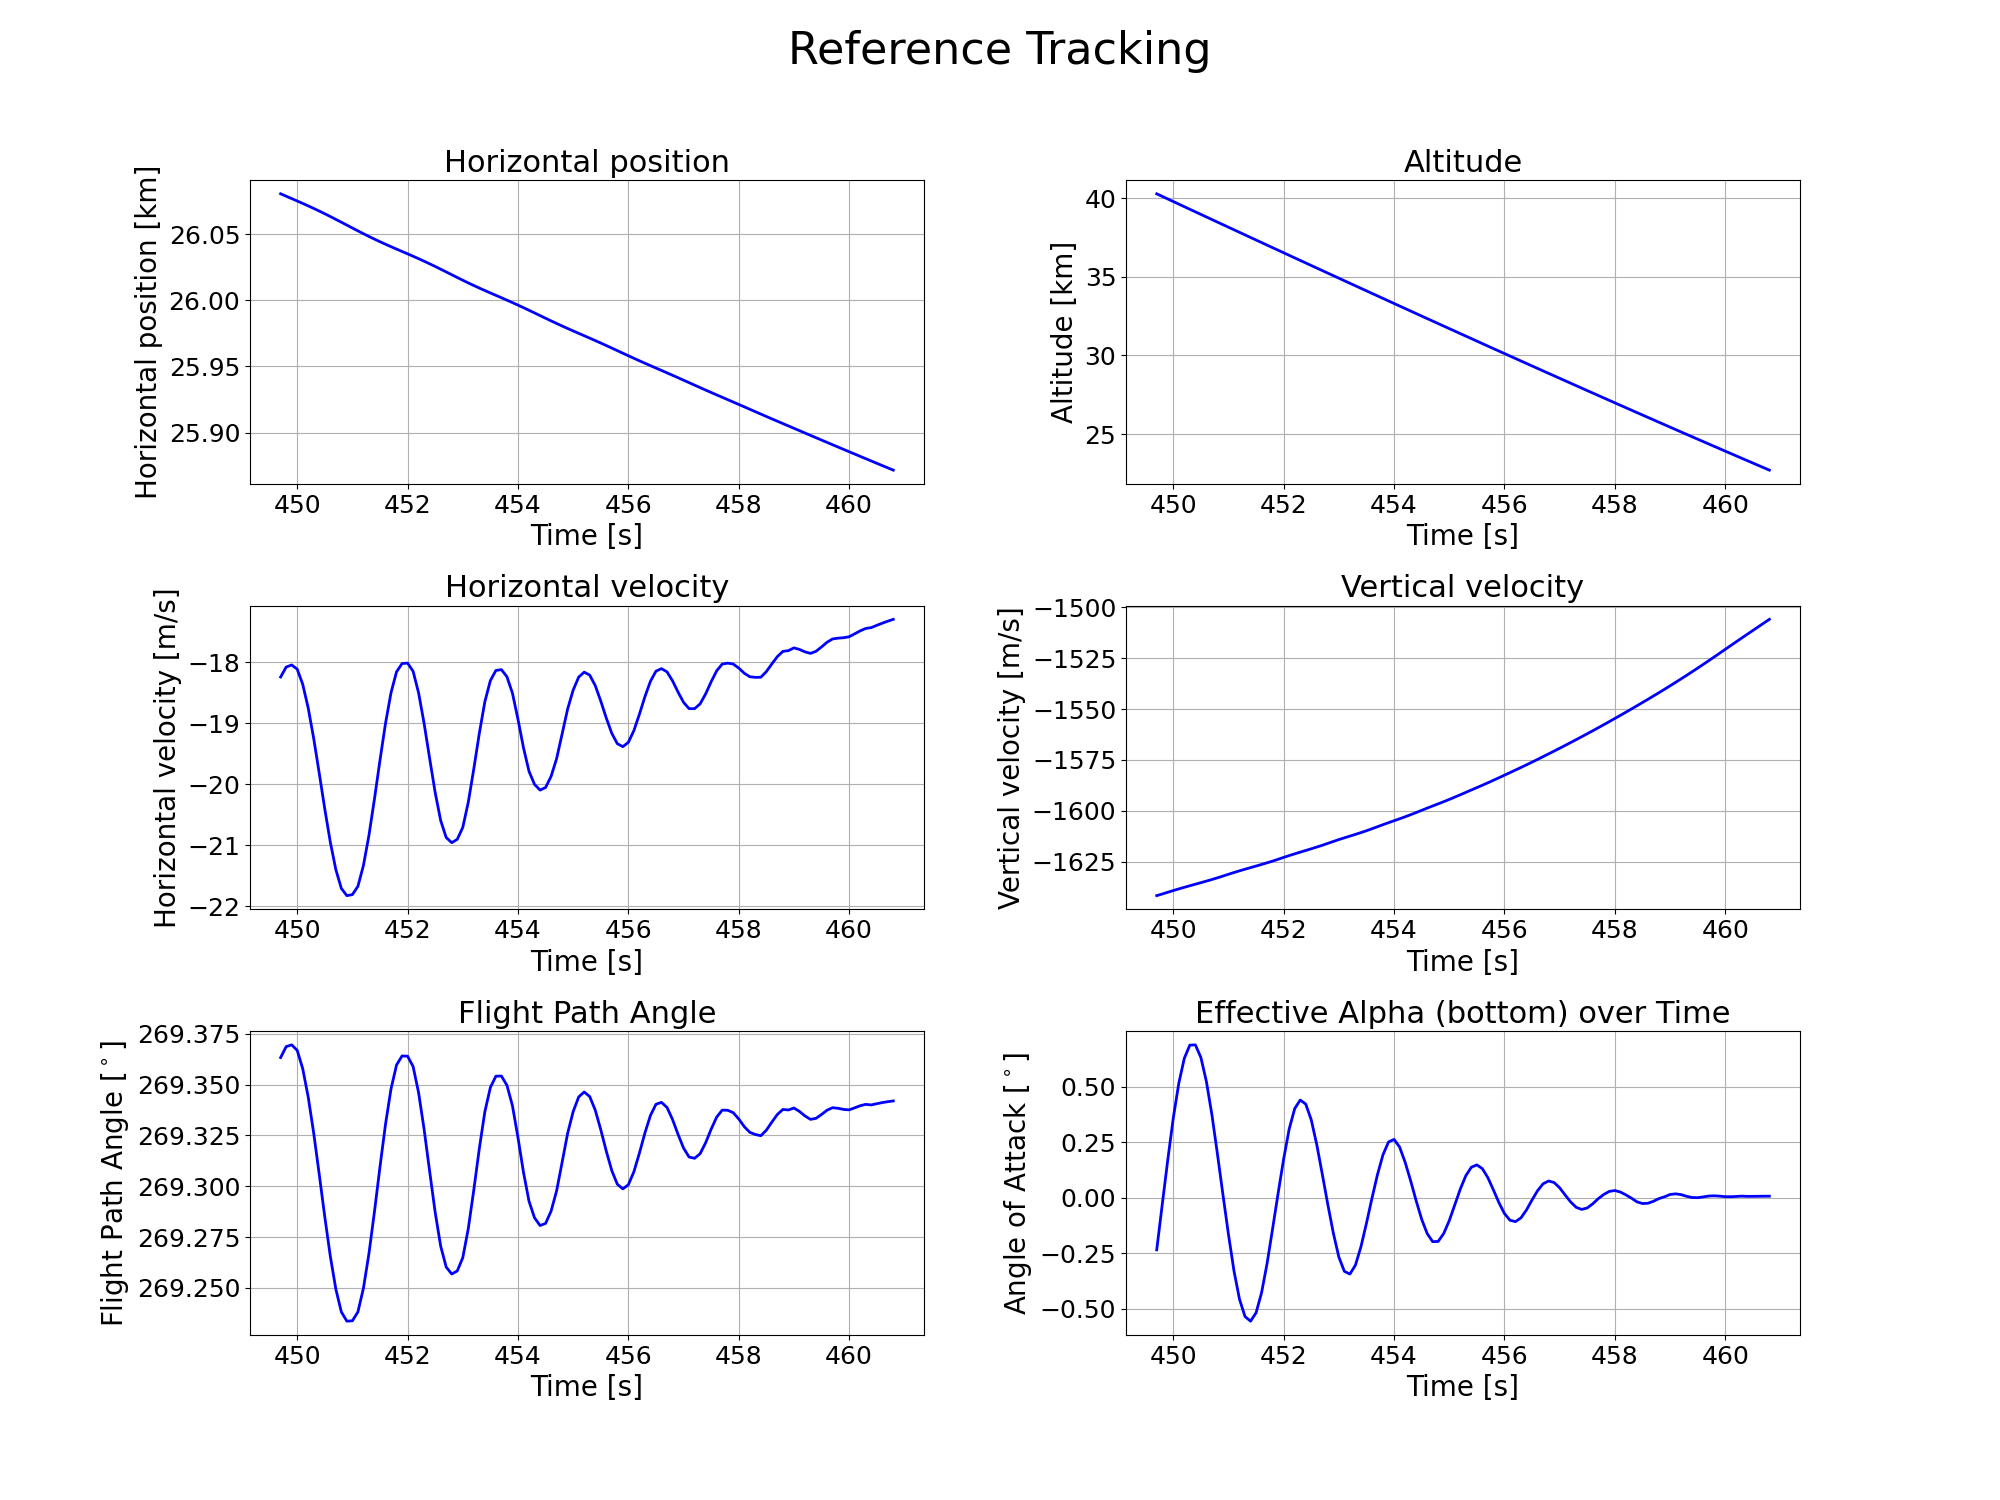 Reference Tracking
Horizontal position
Horizontal position [km]
26.05
26.00
25.95
25.90
450 452 454 456 458 460
Time [s]
Altitude
Altitude [km]
40
35
30
25
450 452 454 456 458 460
Time [s]
Horizontal velocity
Horizontal velocity [m/s]
−18
−19
−20
−21
−22
450 452 454 456 458 460
Time [s]
Vertical velocity
Vertical velocity [m/s]
−1500
−1525
−1550
−1575
−1600
−1625
450 452 454 456 458 460
Time [s]
Flight Path Angle
Flight Path Angle [°]
269.375
269.350
269.325
269.300
269.275
269.250
450 452 454 456 458 460
Time [s]
Effective Alpha (bottom) over Time
Angle of Attack [°]
0.50
0.25
0.00
−0.25
−0.50
450 452 454 456 458 460
Time [s]